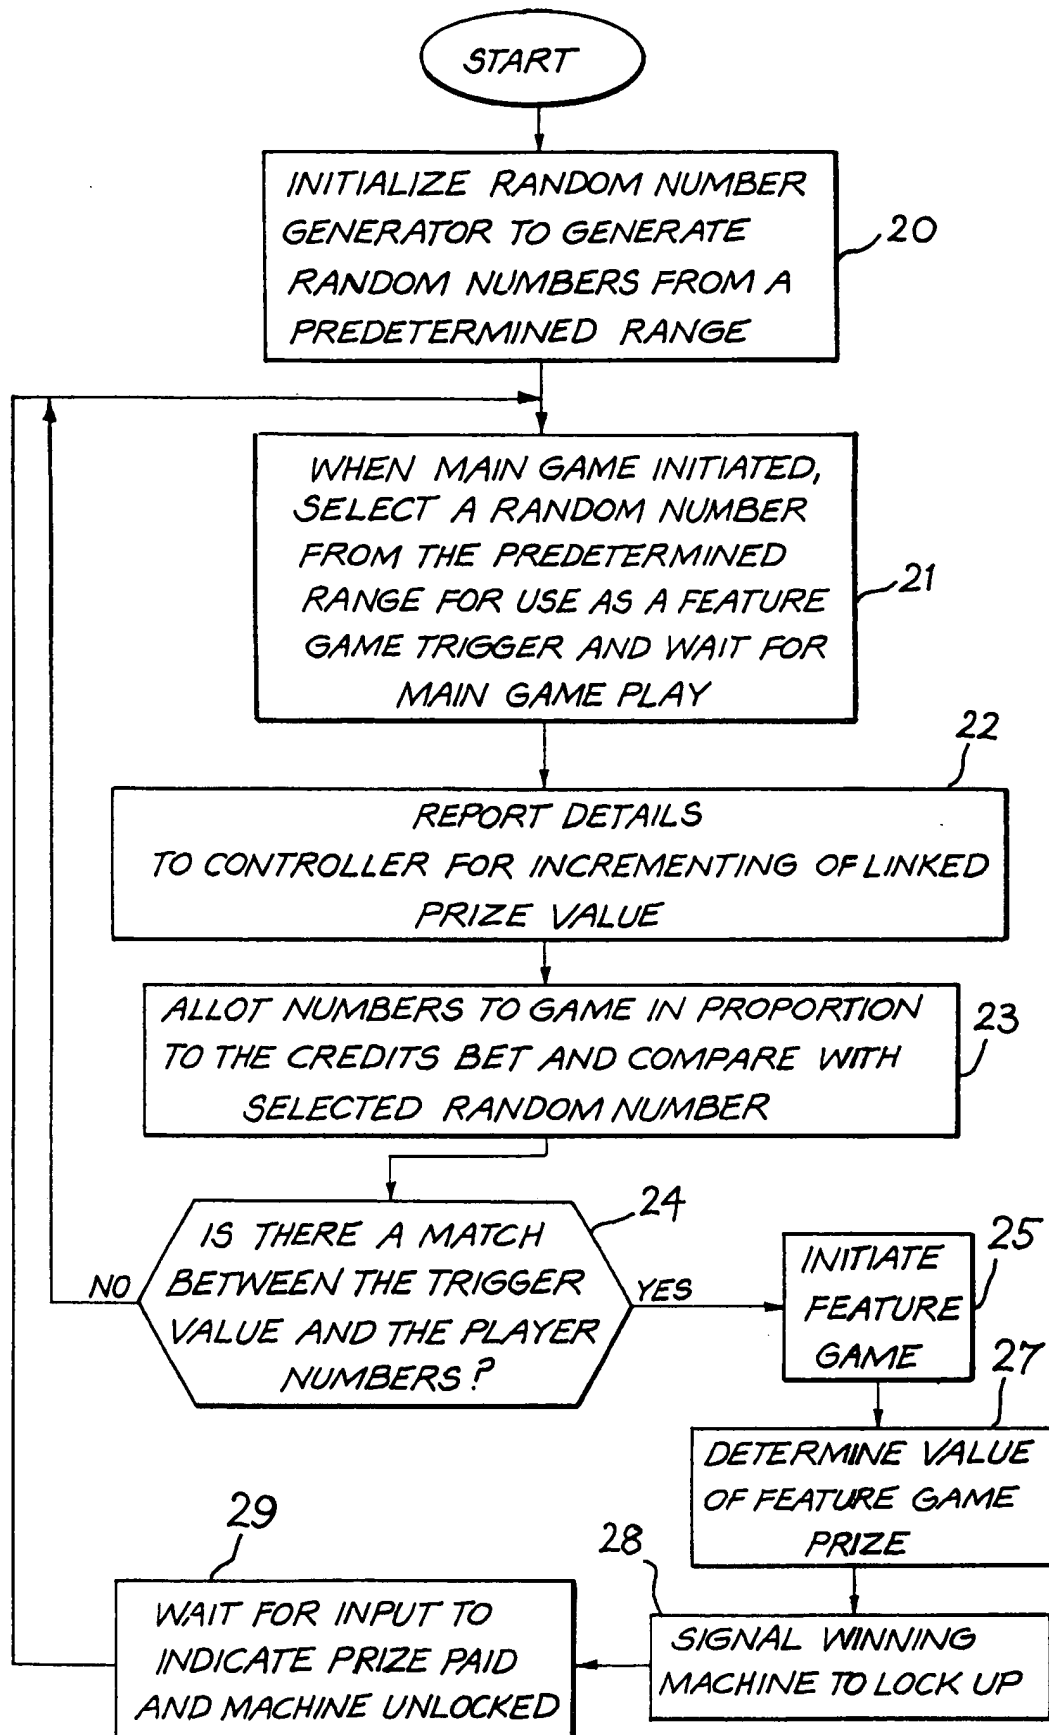 START
INITIALIZE RANDOM NUMBER
GENERATOR TO GENERATE
RANDOM NUMBERS FROM A
PREDETERMINED RANGE
20
WHEN MAIN GAME INITIATED,
SELECT A RANDOM NUMBER
FROM THE PREDETERMINED
RANGE FOR USE AS A FEATURE
GAME TRIGGER AND WAIT FOR
MAIN GAME PLAY
21
22
REPORT DETAILS
TO CONTROLLER FOR INCREMENTING OF LINKED
PRIZE VALUE
ALLOT NUMBERS TO GAME IN PROPORTION
TO THE CREDITS BET AND COMPARE WITH
SELECTED RANDOM NUMBER
23
24
IS THERE A MATCH
BETWEEN THE TRIGGER
VALUE AND THE PLAYER
NUMBERS?
NO
YES
INITIATE
FEATURE
GAME
25
27
DETERMINE VALUE
OF FEATURE GAME
PRIZE
28
SIGNAL WINNING
MACHINE TO LOCK UP
29
WAIT FOR INPUT TO
INDICATE PRIZE PAID
AND MACHINE UNLOCKED